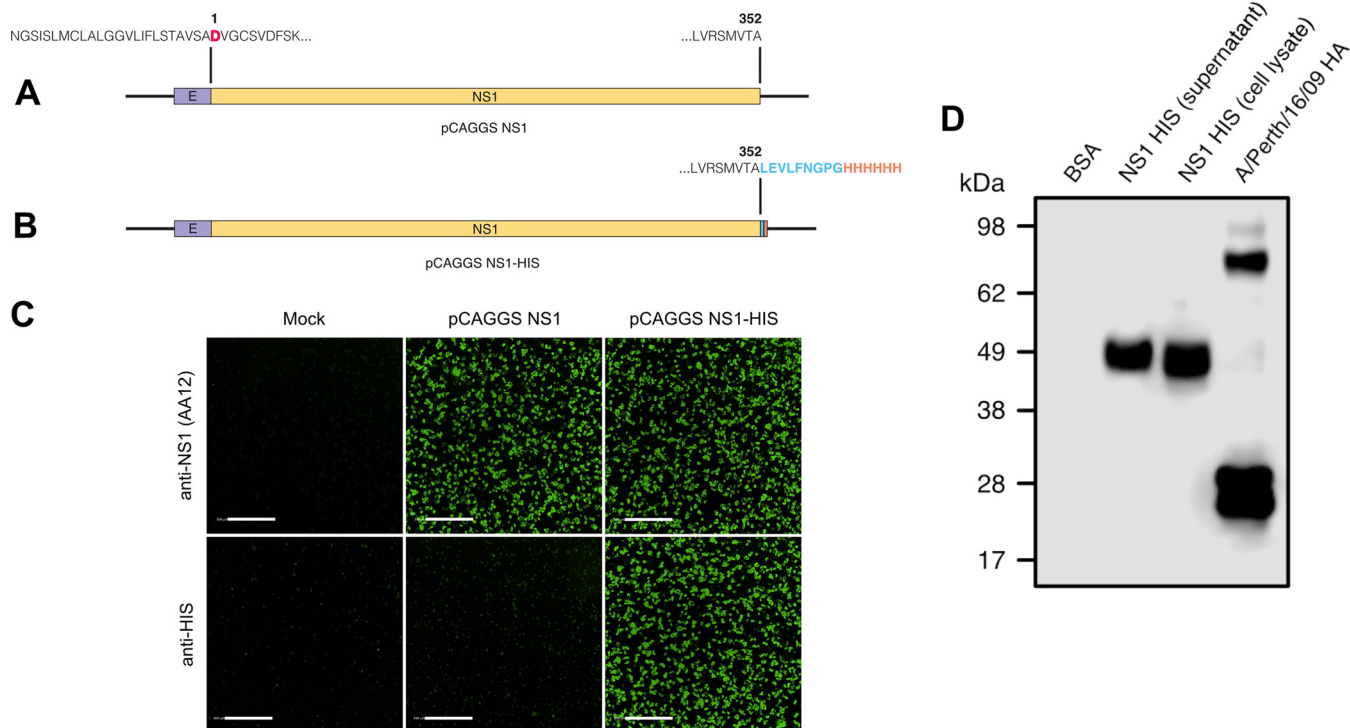 1
352
NGSISLMCLALGGVLIFLSTAVSADVGCSVDFSK...
...LVRSMVTA
A
E
NS1
pCAGGS NS1
352
...LVRSMVTALEVLFNGPGHHHHHH
B
E
NS1
pCAGGS NS1-HIS
C
Mock
pCAGGS NS1
pCAGGS NS1-HIS
anti-NS1 (AA12)
anti-HIS
D
kDa
BSA
NS1 HIS (supernatant)
NS1 HIS (cell lysate)
A/Perth/16/09 HA
98
62
49
38
28
17